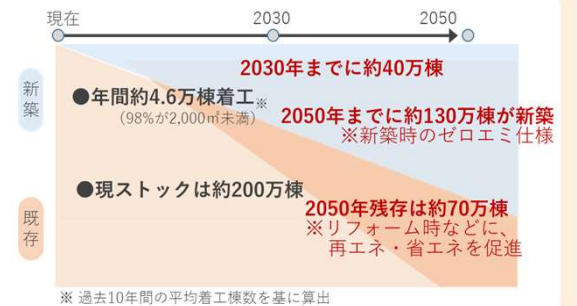 現在
2030
2050
2030年までに約40万棟
新築
●年間約4.6万棟着工※
(98%が2,000㎡未満)
2050年までに約130万棟が新築
※新築時のゼロエミ仕様
●現ストックは約200万棟
既存
2050年残存は約70万棟
※リフォーム時などに、
再エネ・省エネを促進
※ 過去10年間の平均着工棟数を基に算出